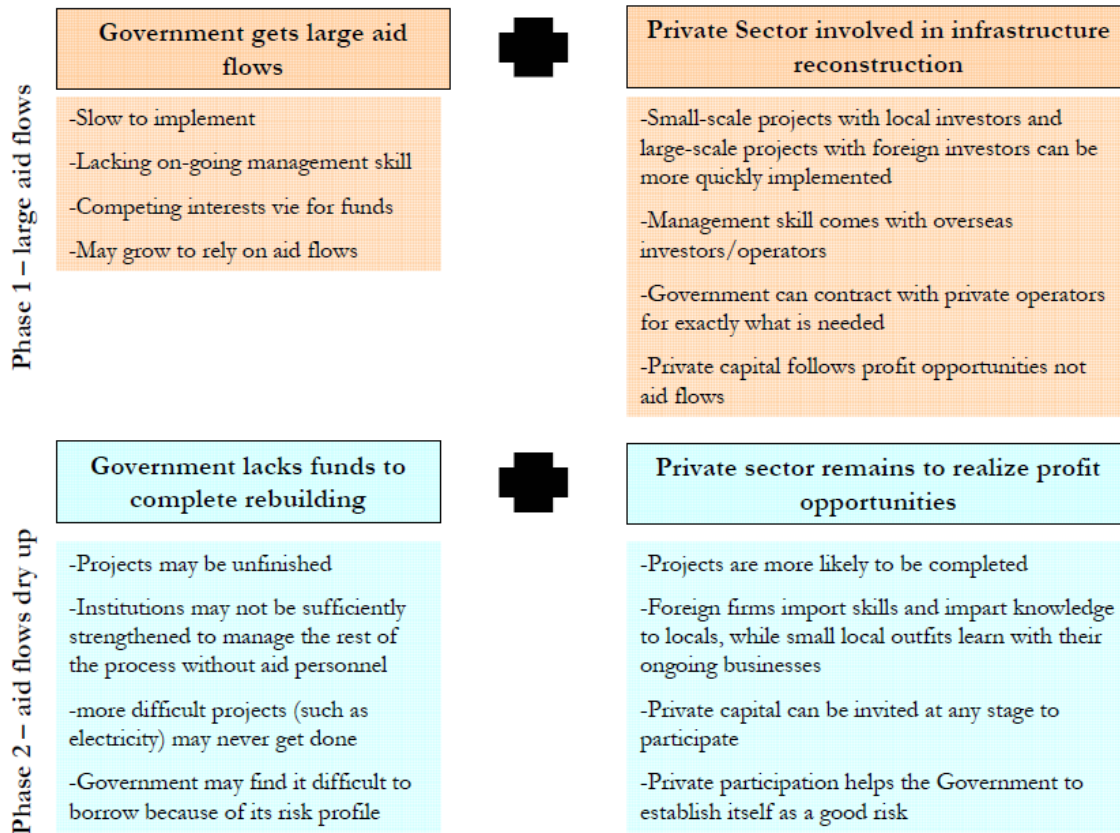 Phase 1 – large aid flows
Government gets large aid
flows
-Slow to implement
-Lacking on-going management skill
-Competing interests vie for funds
-May grow to rely on aid flows
Private Sector involved in infrastructure
reconstruction
-Small-scale projects with local investors and
large-scale projects with foreign investors can be
more quickly implemented
-Management skill comes with overseas
investors/operators
-Government can contract with private operators
for exactly what is needed
-Private capital follows profit opportunities not
aid flows
Phase 2 – aid flows dry up
Government lacks funds to
complete rebuilding
-Projects may be unfinished
-Institutions may not be sufficiently
strengthened to manage the rest of
the process without aid personnel
-more difficult projects (such as
electricity) may never get done
-Government may find it difficult to
borrow because of its risk profile
Private sector remains to realize profit
opportunities
-Projects are more likely to be completed
-Foreign firms import skills and impart knowledge
to locals, while small local outfits learn with their
ongoing businesses
-Private capital can be invited at any stage to
participate
-Private participation helps the Government to
establish itself as a good risk